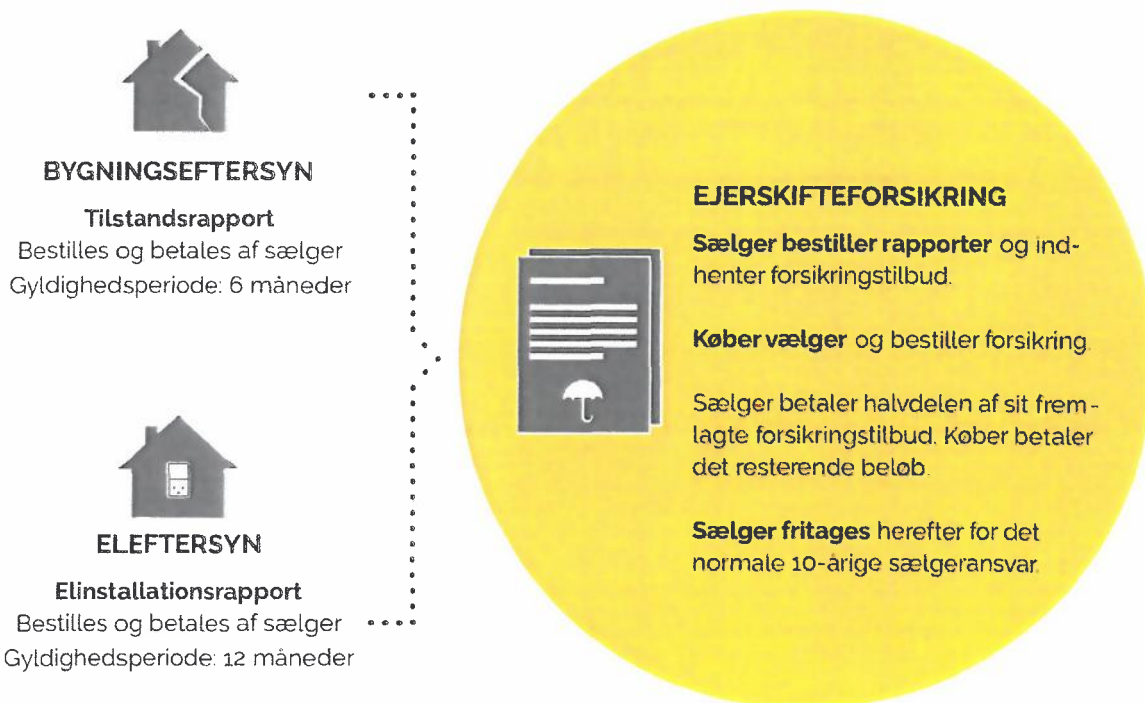 BYGNINGSEFTERSYN
Tilstandsrapport
Bestilles og betales af sælger
Gyldighedsperiode: 6 måneder
ELEFTERSYN
Elinstallationsrapport
Bestilles og betales af sælger
Gyldighedsperiode: 12 måneder
EJERSKIFTEFORSIKRING
Sælger bestiller rapporter og ind-
henter forsikringstilbud.
Køber vælger og bestiller forsikring.
Sælger betaler halvdelen af sit frem-
lagte forsikringstilbud. Køber betaler
det resterende beløb.
Sælger fritages herefter for det
normale 10-årige sælgeransvar.